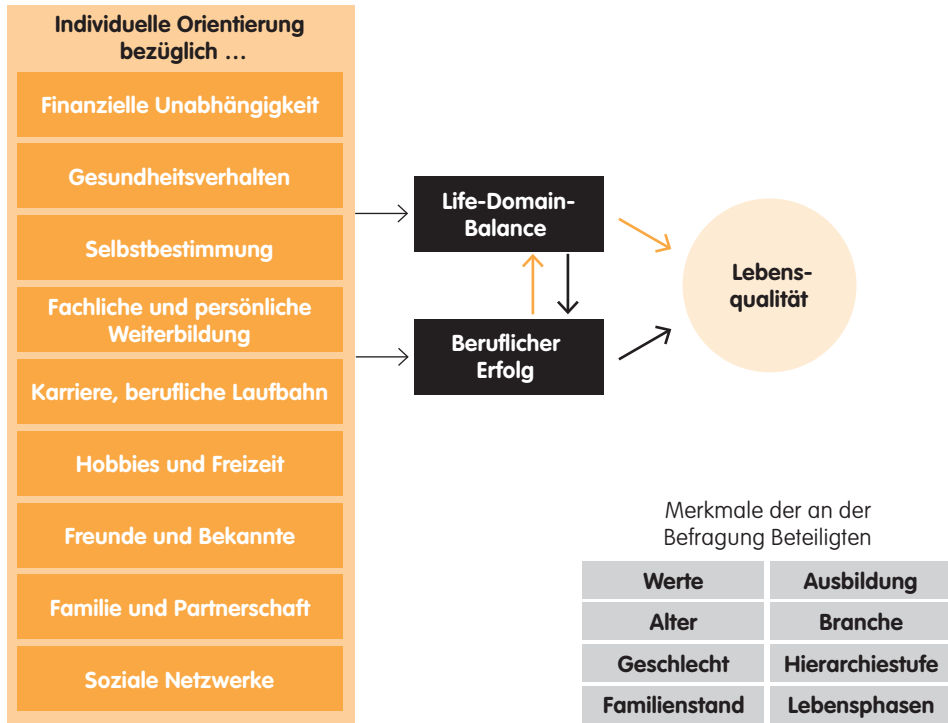 Individuelle Orientierung
bezüglich …
Finanzielle Unabhängigkeit
Gesundheitsverhalten
Selbstbestimmung
Fachliche und persönliche
Weiterbildung
Karriere, berufliche Laufbahn
Hobbies und Freizeit
Freunde und Bekannte
Familie und Partnerschaft
Soziale Netzwerke
Life-Domain-
Balance
Beruflicher
Erfolg
Lebens-
qualität
Merkmale der an der
Befragung Beteiligten
Werte
Ausbildung
Alter
Branche
Geschlecht
Hierarchiestufe
Familienstand
Lebensphasen